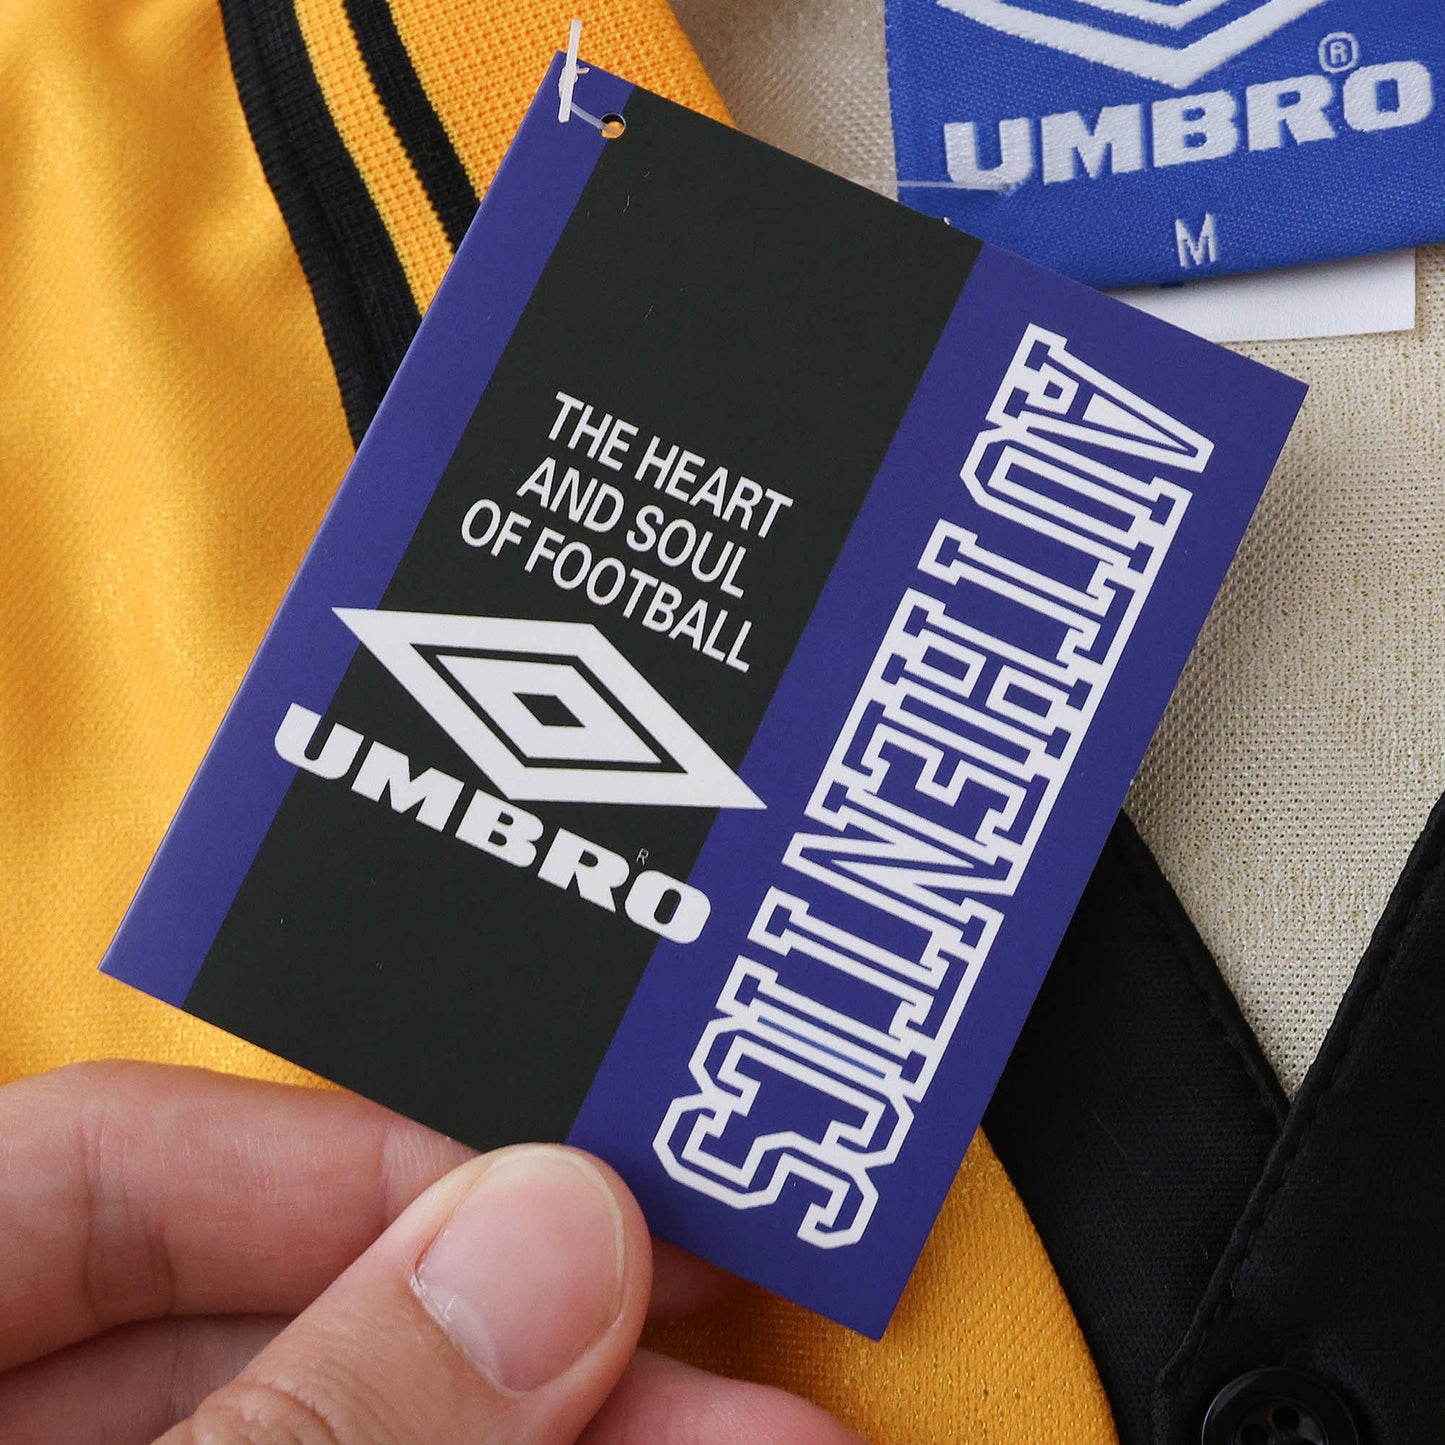 UMBRO®
M
THE HEART
AND SOUL
OF FOOTBALL
UMBRO®
AUTHENTICS